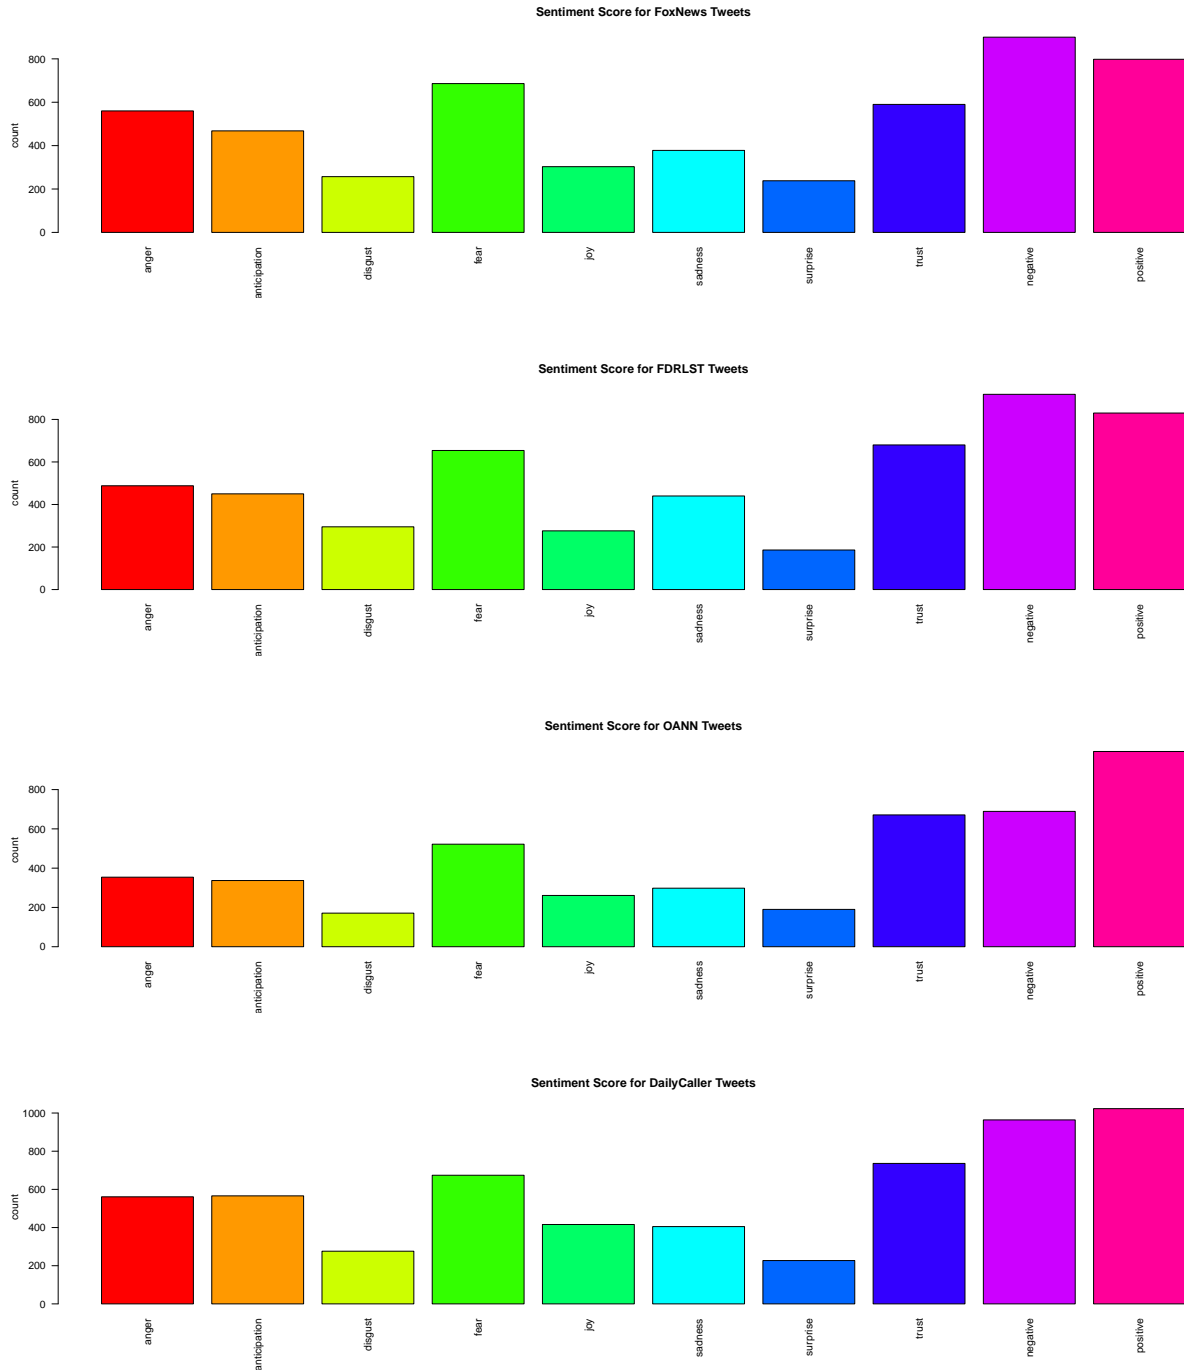 Sentiment Score for FoxNews Tweets
count
800
600
400
200
0
anger
anticipation
disgust
fear
joy
sadness
surprise
trust
negative
positive
Sentiment Score for FDRLST Tweets
count
800
600
400
200
0
anger
anticipation
disgust
fear
joy
sadness
surprise
trust
negative
positive
Sentiment Score for OANN Tweets
count
800
600
400
200
0
anger
anticipation
disgust
fear
joy
sadness
surprise
trust
negative
positive
Sentiment Score for DailyCaller Tweets
count
1000
800
600
400
200
0
anger
anticipation
disgust
fear
joy
sadness
surprise
trust
negative
positive